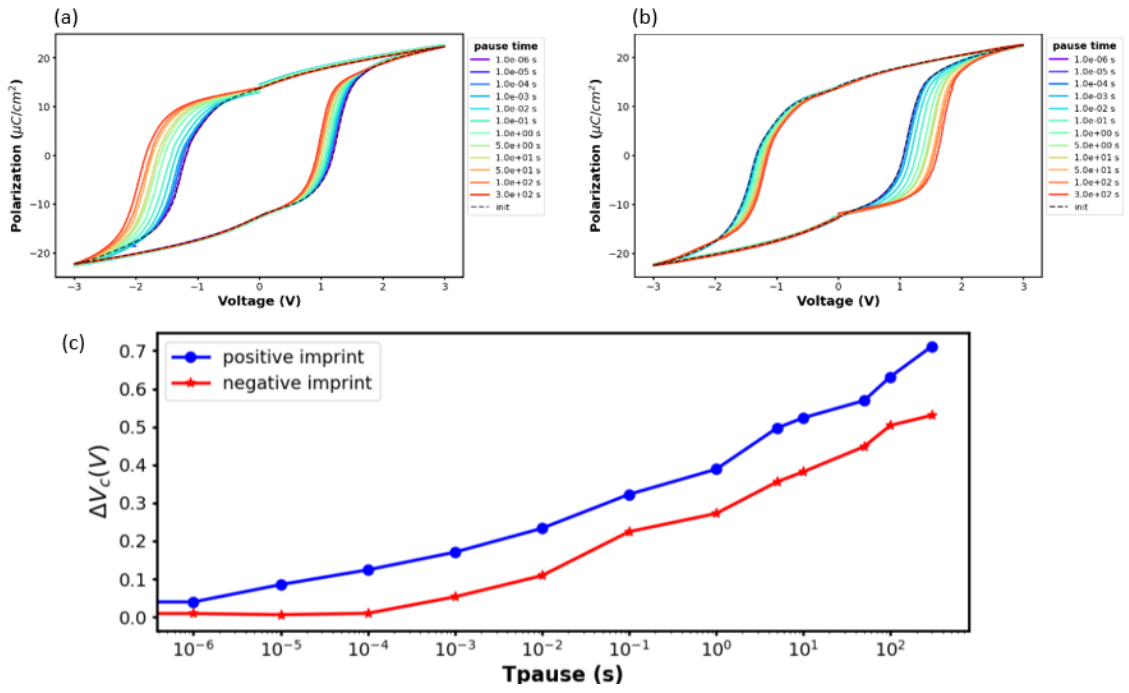 (a)
Polarization (μC/cm²)
20
10
0
−10
−20
−3 −2 −1 0 1 2 3
Voltage (V)
pause time
1.0e-06 s
1.0e-05 s
1.0e-04 s
1.0e-03 s
1.0e-02 s
1.0e-01 s
1.0e+00 s
5.0e+00 s
1.0e+01 s
5.0e+01 s
1.0e+02 s
3.0e+02 s
init
(b)
Polarization (μC/cm²)
20
10
0
−10
−20
−3 −2 −1 0 1 2 3
Voltage (V)
pause time
1.0e-06 s
1.0e-05 s
1.0e-04 s
1.0e-03 s
1.0e-02 s
1.0e-01 s
1.0e+00 s
5.0e+00 s
1.0e+01 s
5.0e+01 s
1.0e+02 s
3.0e+02 s
init
(c)
positive imprint
negative imprint
ΔV_c(V)
0.7
0.6
0.5
0.4
0.3
0.2
0.1
0.0
10⁻⁶ 10⁻⁵ 10⁻⁴ 10⁻³ 10⁻² 10⁻¹ 10⁰ 10¹ 10²
Tpause (s)